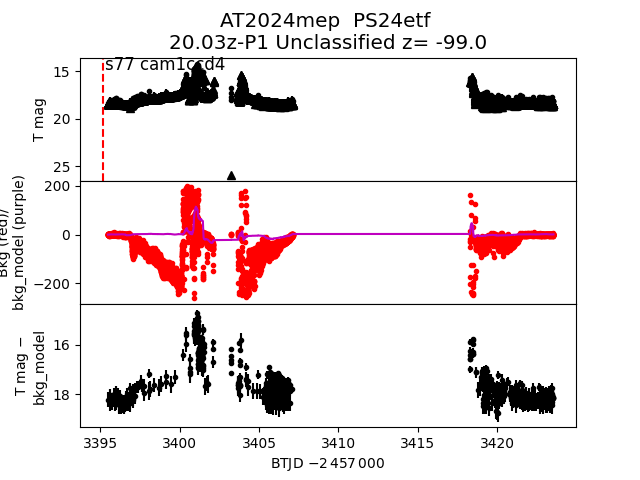 AT2024mep  PS24etf
20.03z-P1 Unclassified z= -99.0
s77 cam1ccd4
15
20
25
T mag
200
0
−200
Bkg (red)/
bkg_model (purple)
16
18
T mag −
bkg_model
3395
3400
3405
3410
3415
3420
BTJD −2 457 000